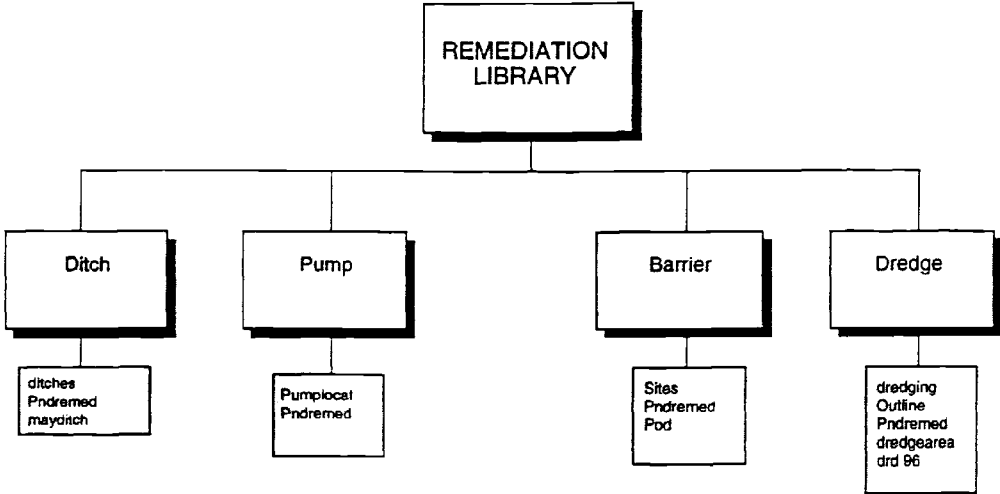 REMEDIATION
LIBRARY
Ditch
Pump
Barrier
Dredge
ditches
Pndremed
mayditch
Pumplocat
Pndremed
Sites
Pndremed
Pod
dredging
Outline
Pndremed
dredgearea
drd 96